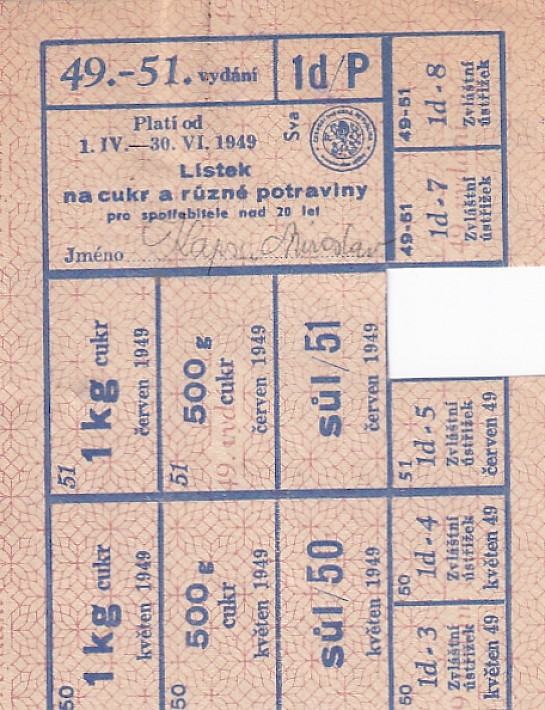 49.-51. vydání
1d/P
Platí od
1. IV.—30. VI. 1949
Sva
Lístek
na cukr a různé potraviny
pro spotřebitele nad 20 let
Jméno Miroslav
49-51
1d - 8
Zvláštní
ústřižek
49-51
1d - 7
Zvláštní
ústřižek
51
1 kg cukr
červen 1949
51
500 g
cukr
červen 1949
sůl/51
červen 1949
51
1d - 5
Zvláštní
ústřižek
červen 49
50
1 kg cukr
květen 1949
50
500 g
cukr
květen 1949
sůl/50
květen 1949
50
1d - 4
Zvláštní
ústřižek
květen 49
50
1d - 3
Zvláštní
ústřižek
květen 49